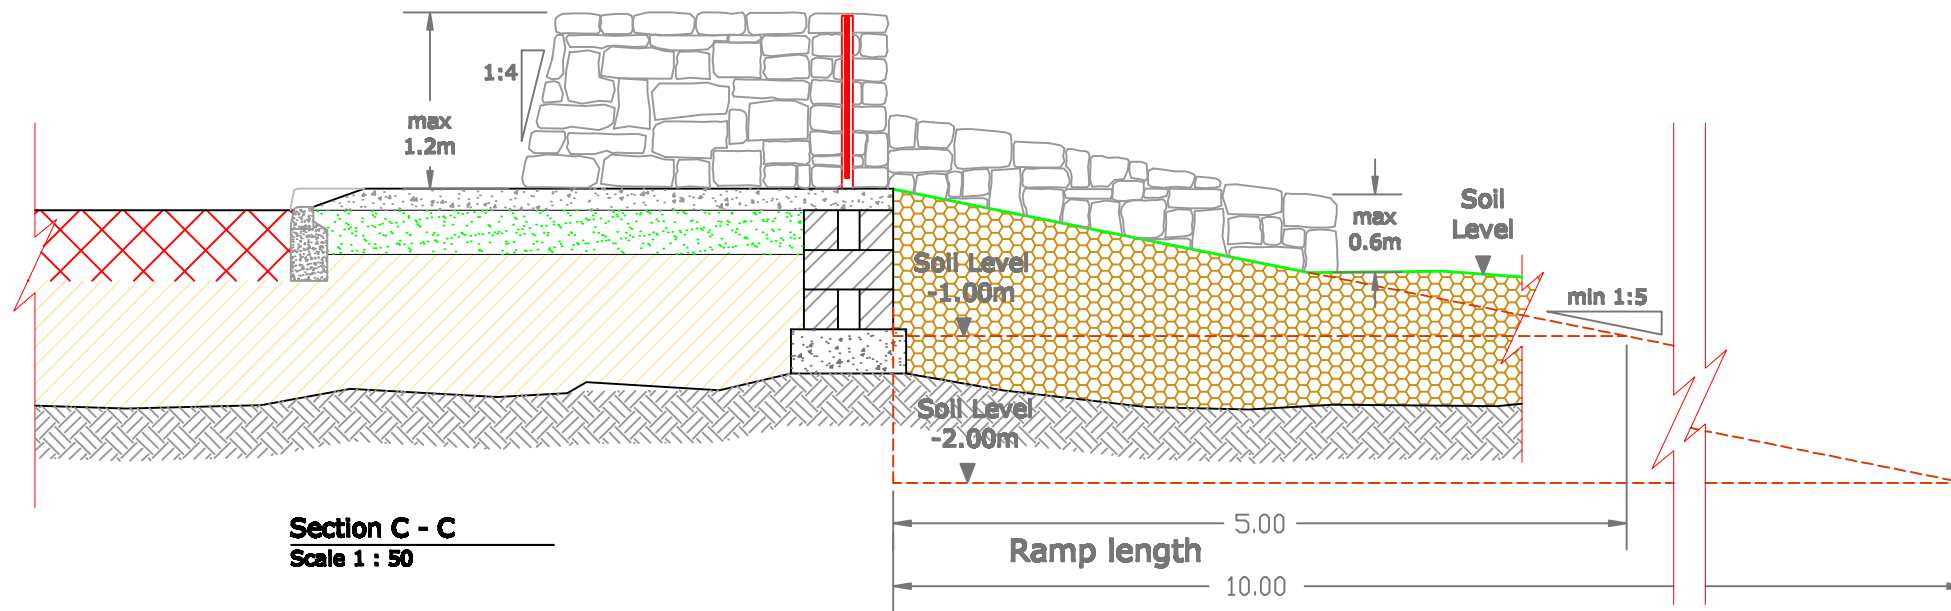 1:4
max
1.2m
max
0.6m
Soil
Level
Soil Level
-1.00m
min 1:5
Soil Level
-2.00m
Section C - C
Scale 1 : 50
5.00
Ramp length
10.00